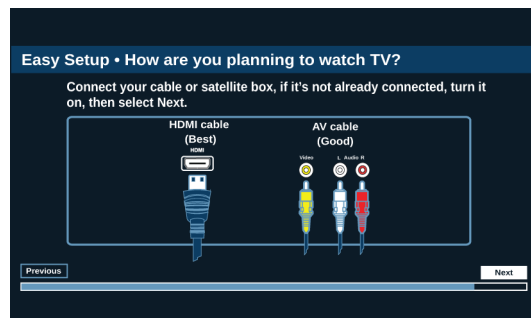 Easy Setup • How are you planning to watch TV?
Connect your cable or satellite box, if it's not already connected, turn it
on, then select Next.
HDMI cable
(Best)
HDMI
AV cable
(Good)
Video L Audio R
Previous
Next